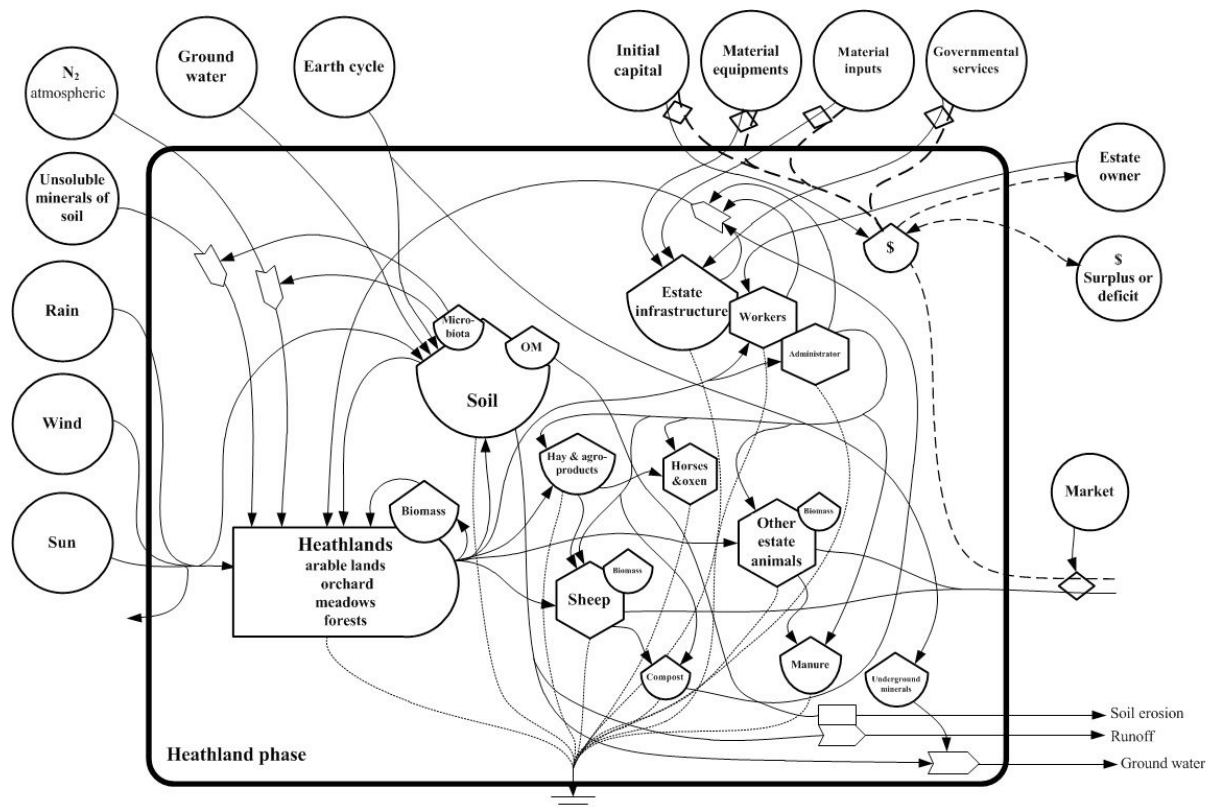 N2
atmospheric
Ground
water
Earth cycle
Initial
capital
Material
equipments
Material
inputs
Governmental
services
Unsoluble
minerals of
soil
Estate
owner
$
$
Surplus or
deficit
Rain
Wind
Sun
Micro-
biota
OM
Soil
Estate
infrastructure
Workers
Administrator
Hay & agro-
products
Horses
&oxen
Market
Biomass
Heathlands
arable lands
orchard
meadows
forests
Biomass
Other
estate
animals
Biomass
Sheep
Compost
Manure
Underground
minerals
Soil erosion
Runoff
Ground water
Heathland phase